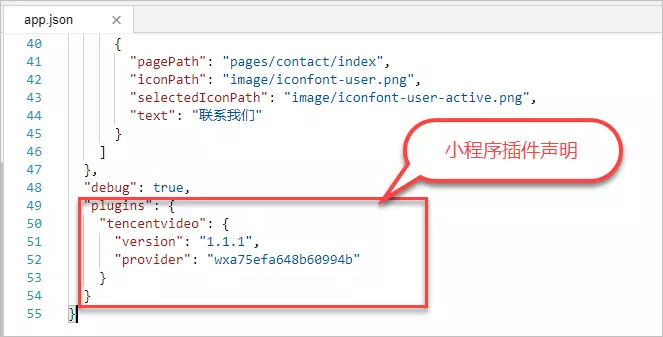 app.json ×
40 {
41 "pagePath": "pages/contact/index",
42 "iconPath": "image/iconfont-user.png",
43 "selectedIconPath": "image/iconfont-user-active.png",
44 "text": "联系我们"
45 }
46 ]
47 },
48 "debug": true,
49 "plugins": {
50 "tencentvideo": {
51 "version": "1.1.1",
52 "provider": "wxa75efa648b60994b"
53 }
54 }
55 }
小程序插件声明